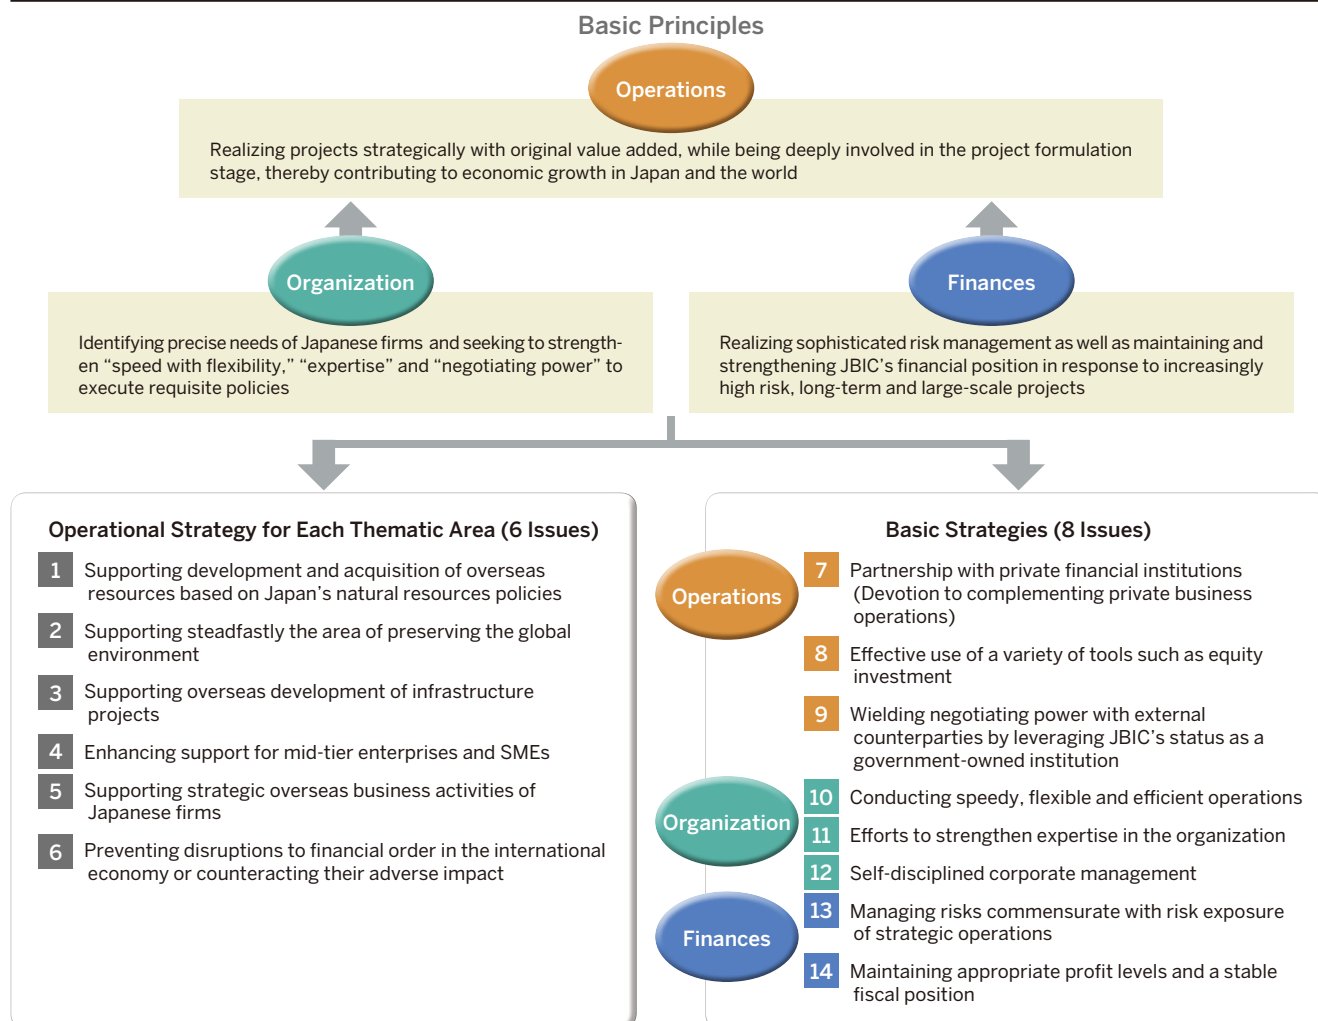 Basic Principles
Operations
Realizing projects strategically with original value added, while being deeply involved in the project formulation
stage, thereby contributing to economic growth in Japan and the world
Organization
Identifying precise needs of Japanese firms and seeking to strength-
en “speed with flexibility,” “expertise” and “negotiating power” to
execute requisite policies
Finances
Realizing sophisticated risk management as well as maintaining and
strengthening JBIC’s financial position in response to increasingly
high risk, long-term and large-scale projects
Operational Strategy for Each Thematic Area (6 Issues)
1 Supporting development and acquisition of overseas
resources based on Japan’s natural resources policies
2 Supporting steadfastly the area of preserving the global
environment
3 Supporting overseas development of infrastructure
projects
4 Enhancing support for mid-tier enterprises and SMEs
5 Supporting strategic overseas business activities of
Japanese firms
6 Preventing disruptions to financial order in the international
economy or counteracting their adverse impact
Basic Strategies (8 Issues)
Operations
7 Partnership with private financial institutions
(Devotion to complementing private business
operations)
8 Effective use of a variety of tools such as equity
investment
9 Wielding negotiating power with external
counterparties by leveraging JBIC’s status as a
government-owned institution
Organization
10 Conducting speedy, flexible and efficient operations
11 Efforts to strengthen expertise in the organization
12 Self-disciplined corporate management
Finances
13 Managing risks commensurate with risk exposure
of strategic operations
14 Maintaining appropriate profit levels and a stable
fiscal position